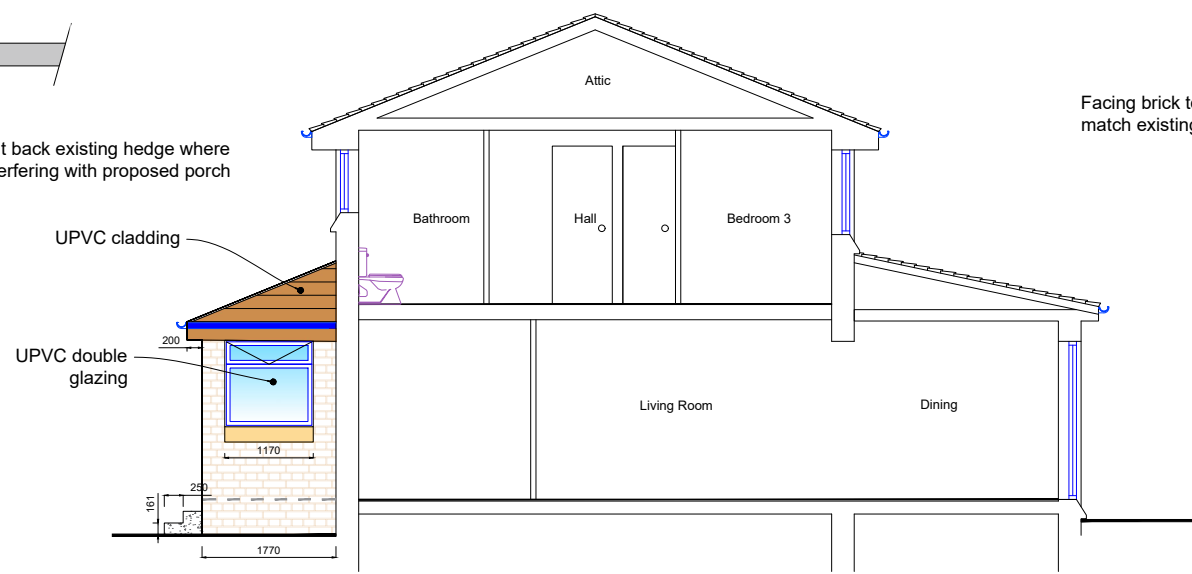 Attic
Facing brick to
match existing
t back existing hedge where
erfering with proposed porch
Bathroom
Hall
Bedroom 3
UPVC cladding
200
UPVC double
glazing
Living Room
Dining
1170
250
161
1770